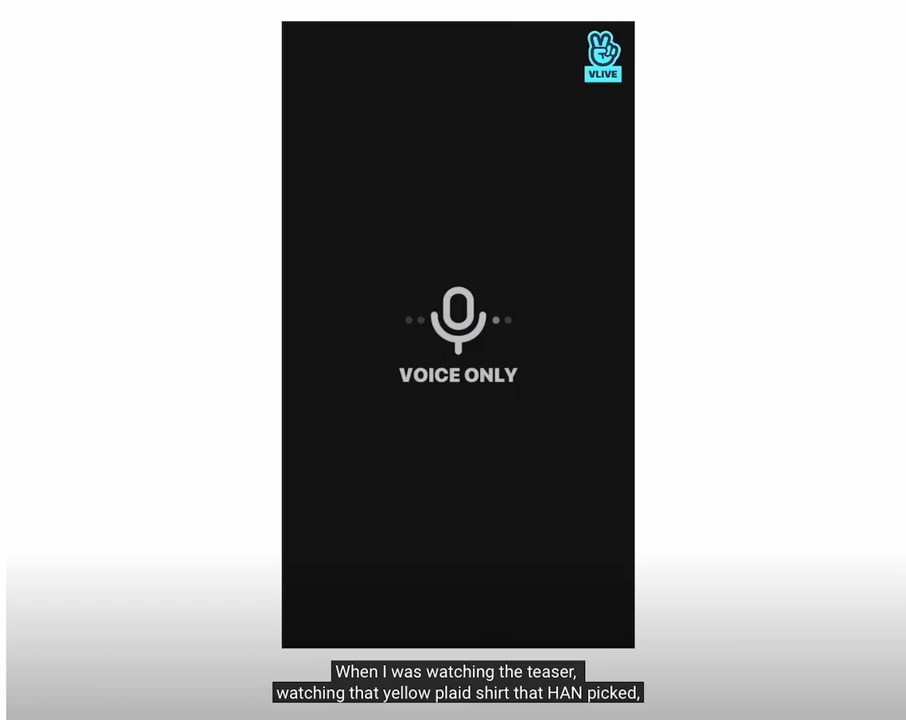 VLIVE
VOICE ONLY
When I was watching the teaser,
watching that yellow plaid shirt that HAN picked,